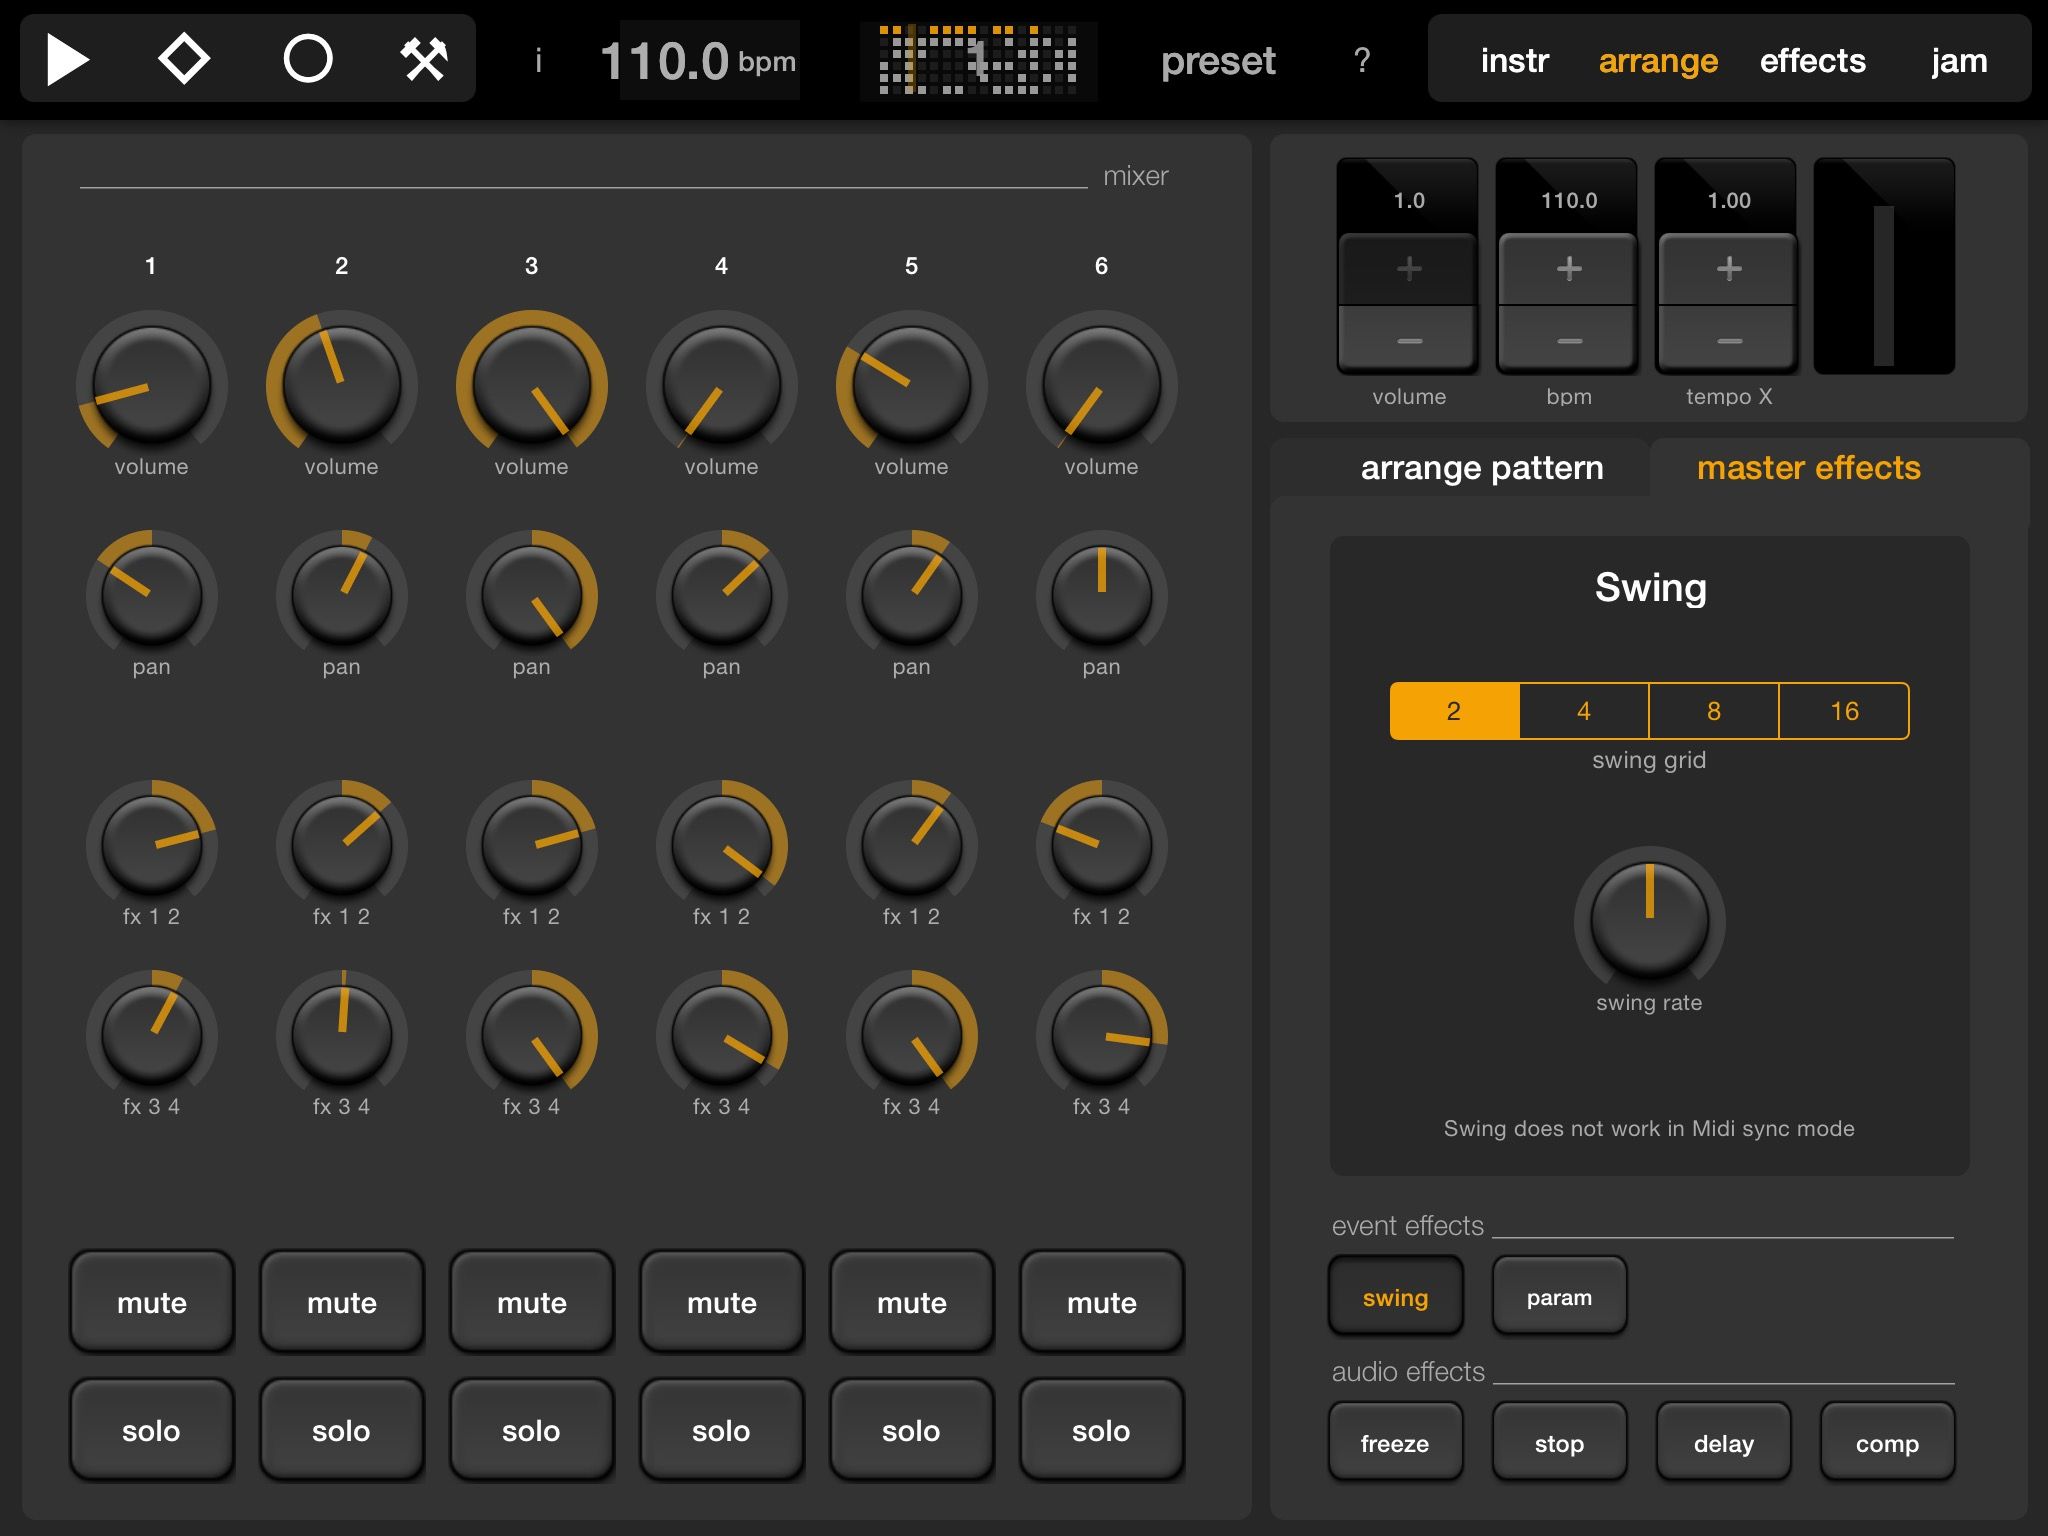 i 110.0 bpm 1 preset ? instr arrange effects jam
mixer
1 2 3 4 5 6
volume volume volume volume volume volume
pan pan pan pan pan pan
fx 1 2 fx 1 2 fx 1 2 fx 1 2 fx 1 2 fx 1 2
fx 3 4 fx 3 4 fx 3 4 fx 3 4 fx 3 4 fx 3 4
mute mute mute mute mute mute
solo solo solo solo solo solo
1.0 110.0 1.00
+ + +
− − −
volume bpm tempo X
arrange pattern master effects
Swing
2 4 8 16
swing grid
swing rate
Swing does not work in Midi sync mode
event effects
swing param
audio effects
freeze stop delay comp